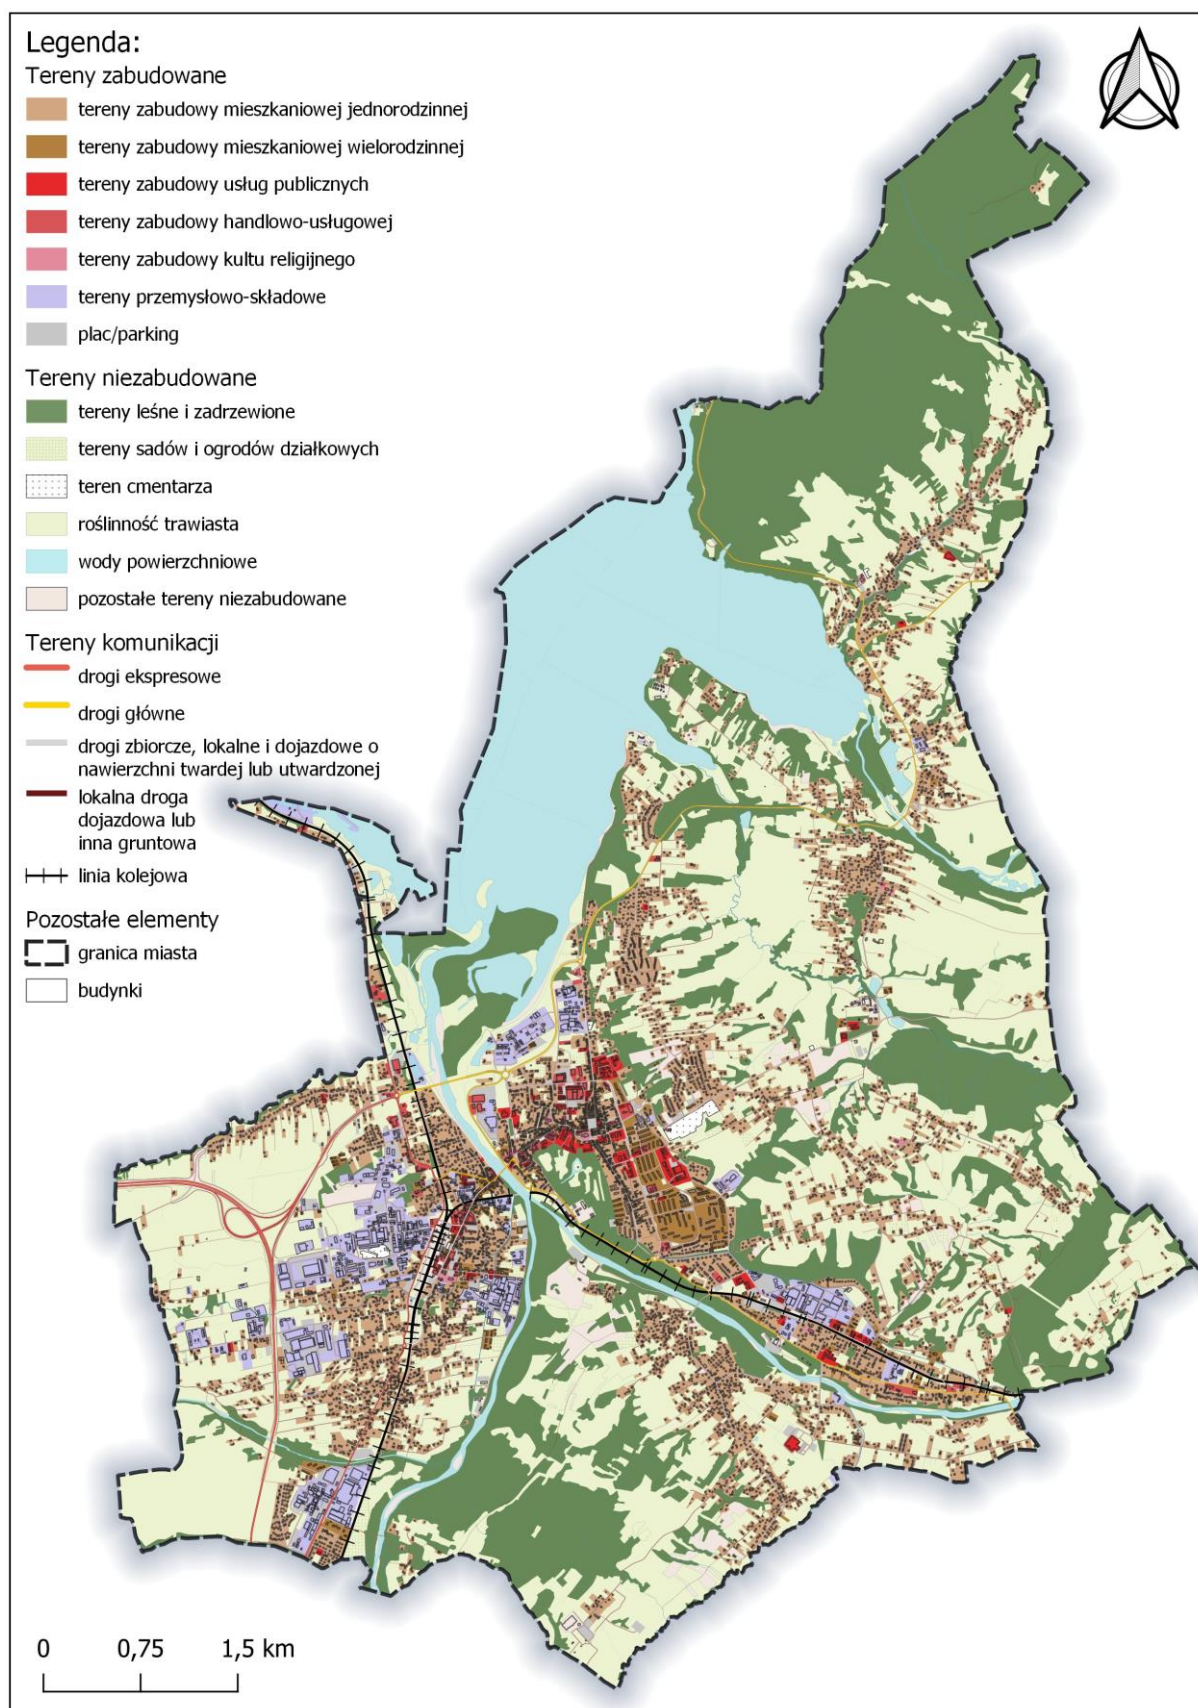 Legenda:
Tereny zabudowane
tereny zabudowy mieszkaniowej jednorodzinnej
tereny zabudowy mieszkaniowej wielorodzinnej
tereny zabudowy usług publicznych
tereny zabudowy handlowo-usługowej
tereny zabudowy kultu religijnego
tereny przemysłowo-składowe
plac/parking
Tereny niezabudowane
tereny leśne i zadrzewione
tereny sadów i ogrodów działkowych
teren cmentarza
roślinność trawiasta
wody powierzchniowe
pozostałe tereny niezabudowane
Tereny komunikacji
drogi ekspresowe
drogi główne
drogi zbiorcze, lokalne i dojazdowe o
nawierzchni twardej lub utwardzonej
lokalna droga
dojazdowa lub
inna gruntowa
linia kolejowa
Pozostałe elementy
granica miasta
budynki
0 0,75 1,5 km